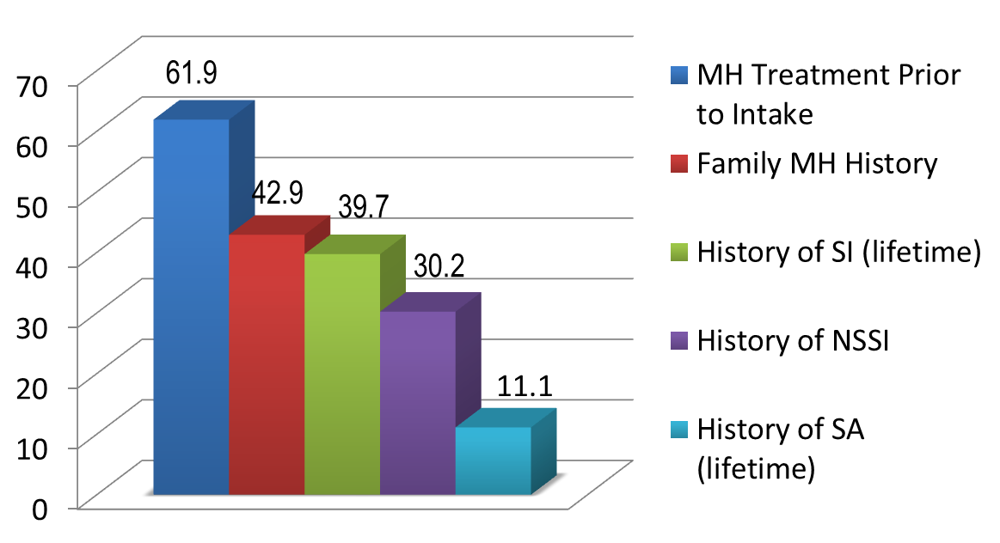 70
60
50
40
30
20
10
0
61.9
42.9
39.7
30.2
11.1
MH Treatment Prior
to Intake
Family MH History
History of SI (lifetime)
History of NSSI
History of SA
(lifetime)